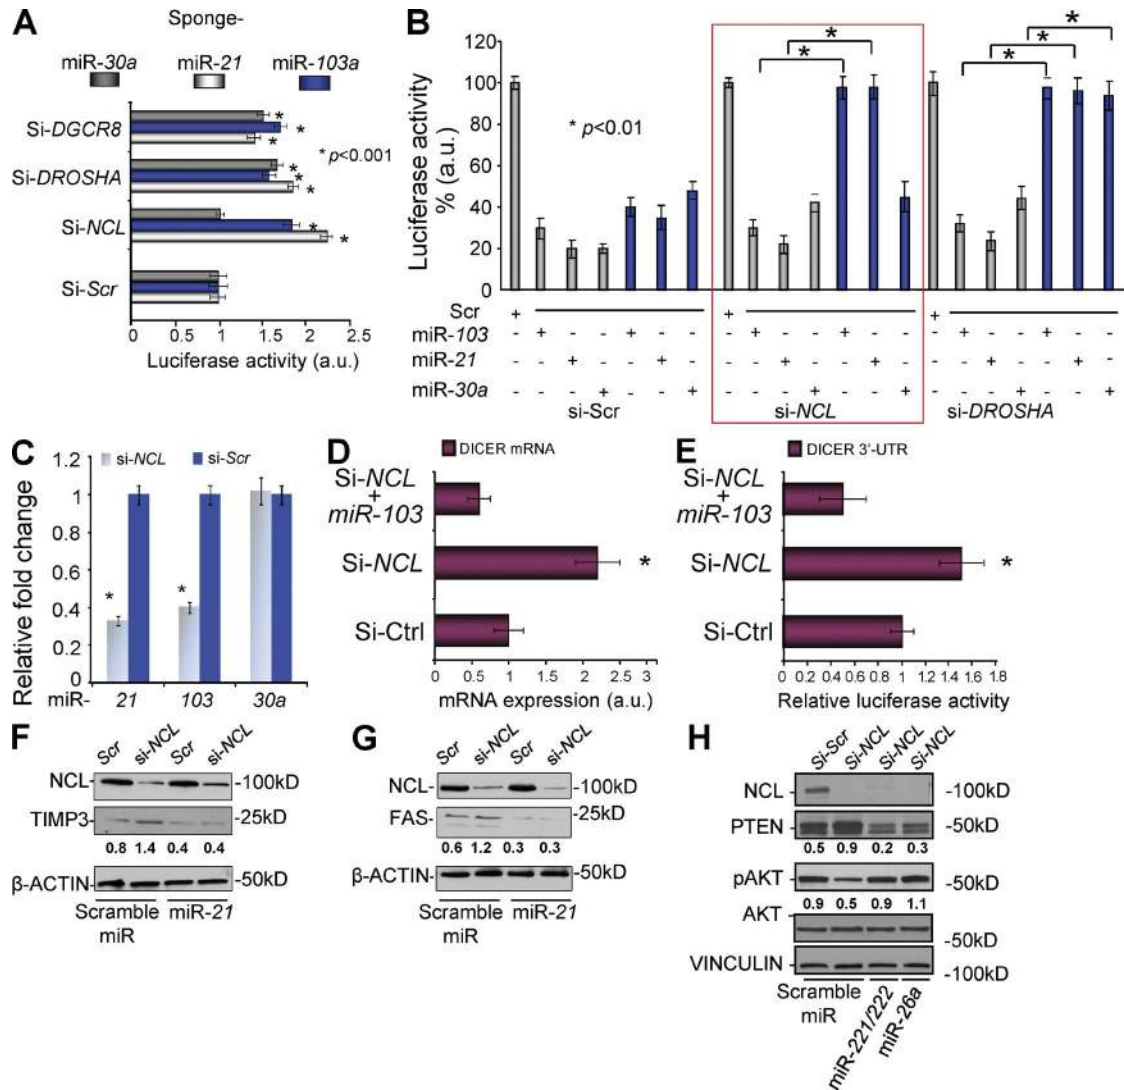 A
Sponge-
miR-30a miR-21 miR-103a
Si-DGCR8
*
*
*
* p<0.001
Si-DROSHA
*
*
*
Si-NCL
*
*
Si-Scr
0 0.5 1 1.5 2 2.5
Luciferase activity (a.u.)
B
Luciferase activity
% (a.u.)
120
100
80
60
40
20
0
* p<0.01
* * * * *
Scr + +  +
miR-103 - + - - + - - - + - - + - - - + - - + - -
miR-21 - - + - - + - - - + - - + - - - + - - + -
miR-30a - - - + - - + - - - + - - + - - - + - - +
si-Scr si-NCL si-DROSHA
C
si-NCL si-Scr
Relative fold change
1.2
1
0.8
0.6
0.4
0.2
0
* *
miR- 21 103 30a
D
DICER mRNA
Si-NCL
+
miR-103
Si-NCL *
Si-Ctrl
0 0.5 1 1.5 2 2.5 3
mRNA expression (a.u.)
E
DICER 3'-UTR
Si-NCL
+
miR-103
Si-NCL *
Si-Ctrl
0 0.2 0.4 0.6 0.8 1 1.2 1.4 1.6 1.8
Relative luciferase activity
F
Scr si-NCL Scr si-NCL
NCL- -100kD
TIMP3- -25kD
0.8 1.4 0.4 0.4
β-ACTIN- -50kD
Scramble miR-21
miR
G
Scr si-NCL Scr si-NCL
NCL- -100kD
FAS- -25kD
0.6 1.2 0.3 0.3
β-ACTIN- -50kD
Scramble miR-21
miR
H
Si-Scr Si-NCL Si-NCL Si-NCL
NCL - -100kD
PTEN - -50kD
0.5 0.9 0.2 0.3
pAKT - -50kD
0.9 0.5 0.9 1.1
AKT -
-50kD
VINCULIN - -100kD
Scramble
miR
miR-221/222
miR-26a